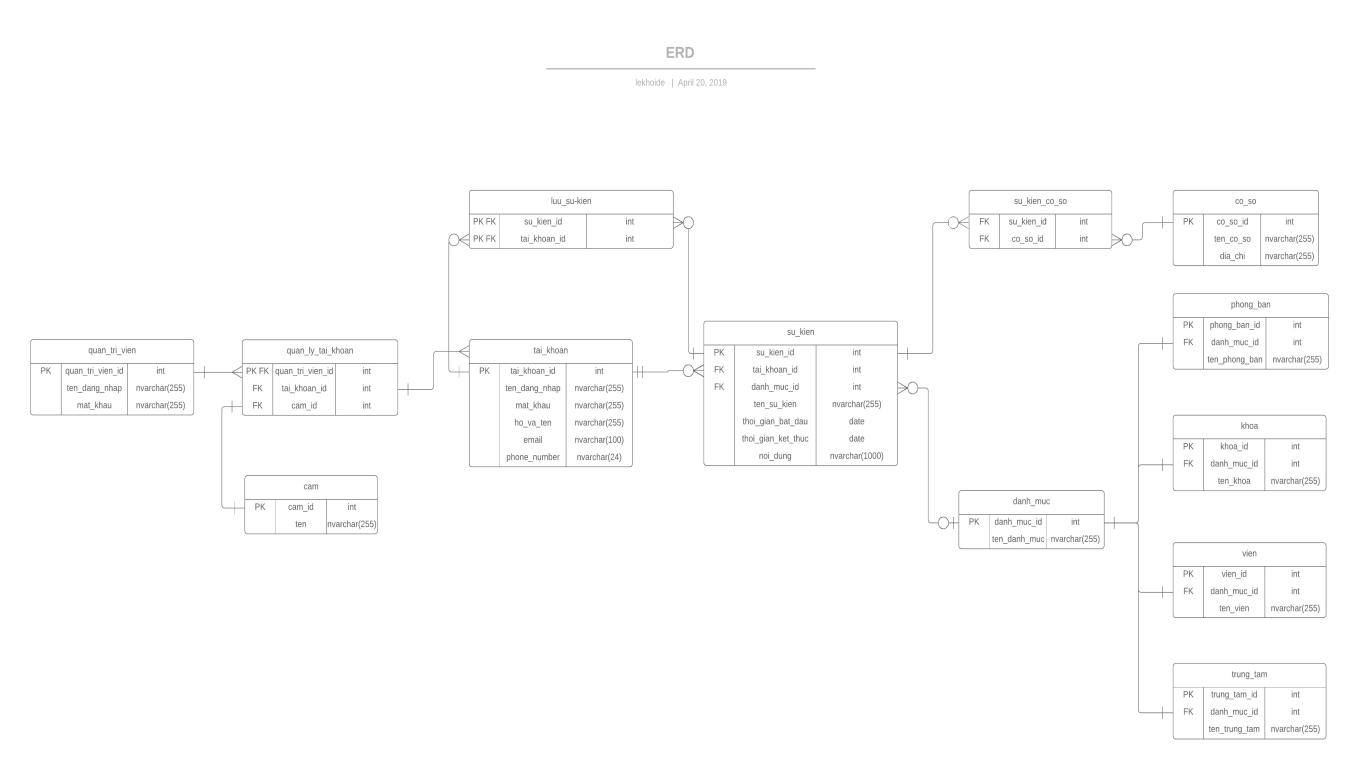 ERD
lekhoide | April 20, 2019
luu_su-kien
PK FK su_kien_id int
PK FK tai_khoan_id int
su_kien_co_so
FK su_kien_id int
FK co_so_id int
co_so
PK co_so_id int
ten_co_so nvarchar(255)
dia_chi nvarchar(255)
phong_ban
PK phong_ban_id int
FK danh_muc_id int
ten_phong_ban nvarchar(255)
quan_tri_vien
PK quan_tri_vien_id int
ten_dang_nhap nvarchar(255)
mat_khau nvarchar(255)
quan_ly_tai_khoan
PK FK quan_tri_vien_id int
FK tai_khoan_id int
FK cam_id int
tai_khoan
PK tai_khoan_id int
ten_dang_nhap nvarchar(255)
mat_khau nvarchar(255)
ho_va_ten nvarchar(255)
email nvarchar(100)
phone_number nvarchar(24)
su_kien
PK su_kien_id int
FK tai_khoan_id int
FK danh_muc_id int
ten_su_kien nvarchar(255)
thoi_gian_bat_dau date
thoi_gian_ket_thuc date
noi_dung nvarchar(1000)
khoa
PK khoa_id int
FK danh_muc_id int
ten_khoa nvarchar(255)
cam
PK cam_id int
ten nvarchar(255)
danh_muc
PK danh_muc_id int
ten_danh_muc nvarchar(255)
vien
PK vien_id int
FK danh_muc_id int
ten_vien nvarchar(255)
trung_tam
PK trung_tam_id int
FK danh_muc_id int
ten_trung_tam nvarchar(255)